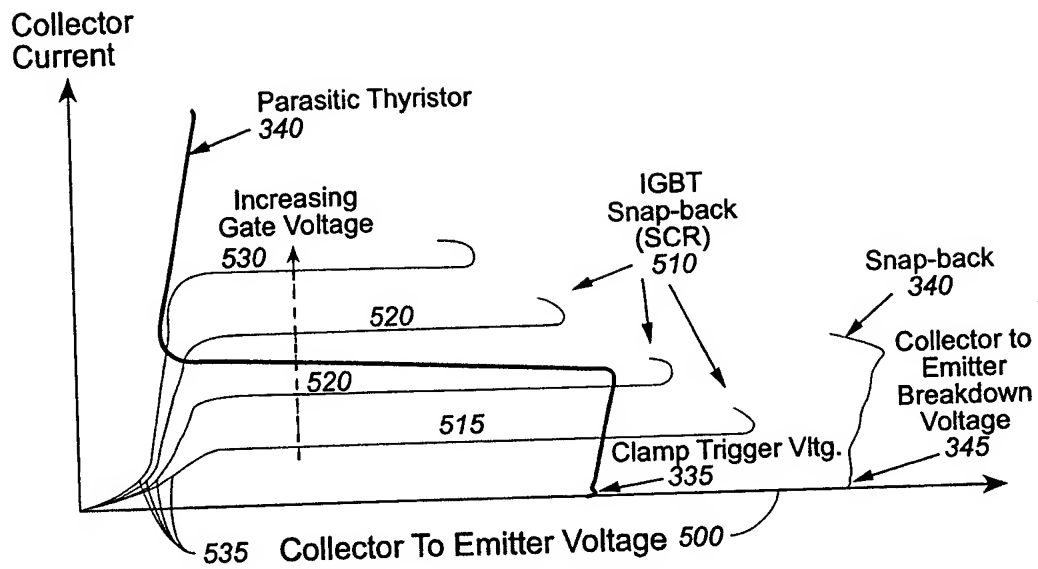 Collector
Current
Parasitic Thyristor
340
Increasing
Gate Voltage
530
IGBT
Snap-back
(SCR)
510
Snap-back
340
520
Collector to
Emitter
Breakdown
Voltage
345
520
515
Clamp Trigger Vltg.
335
535
Collector To Emitter Voltage 500